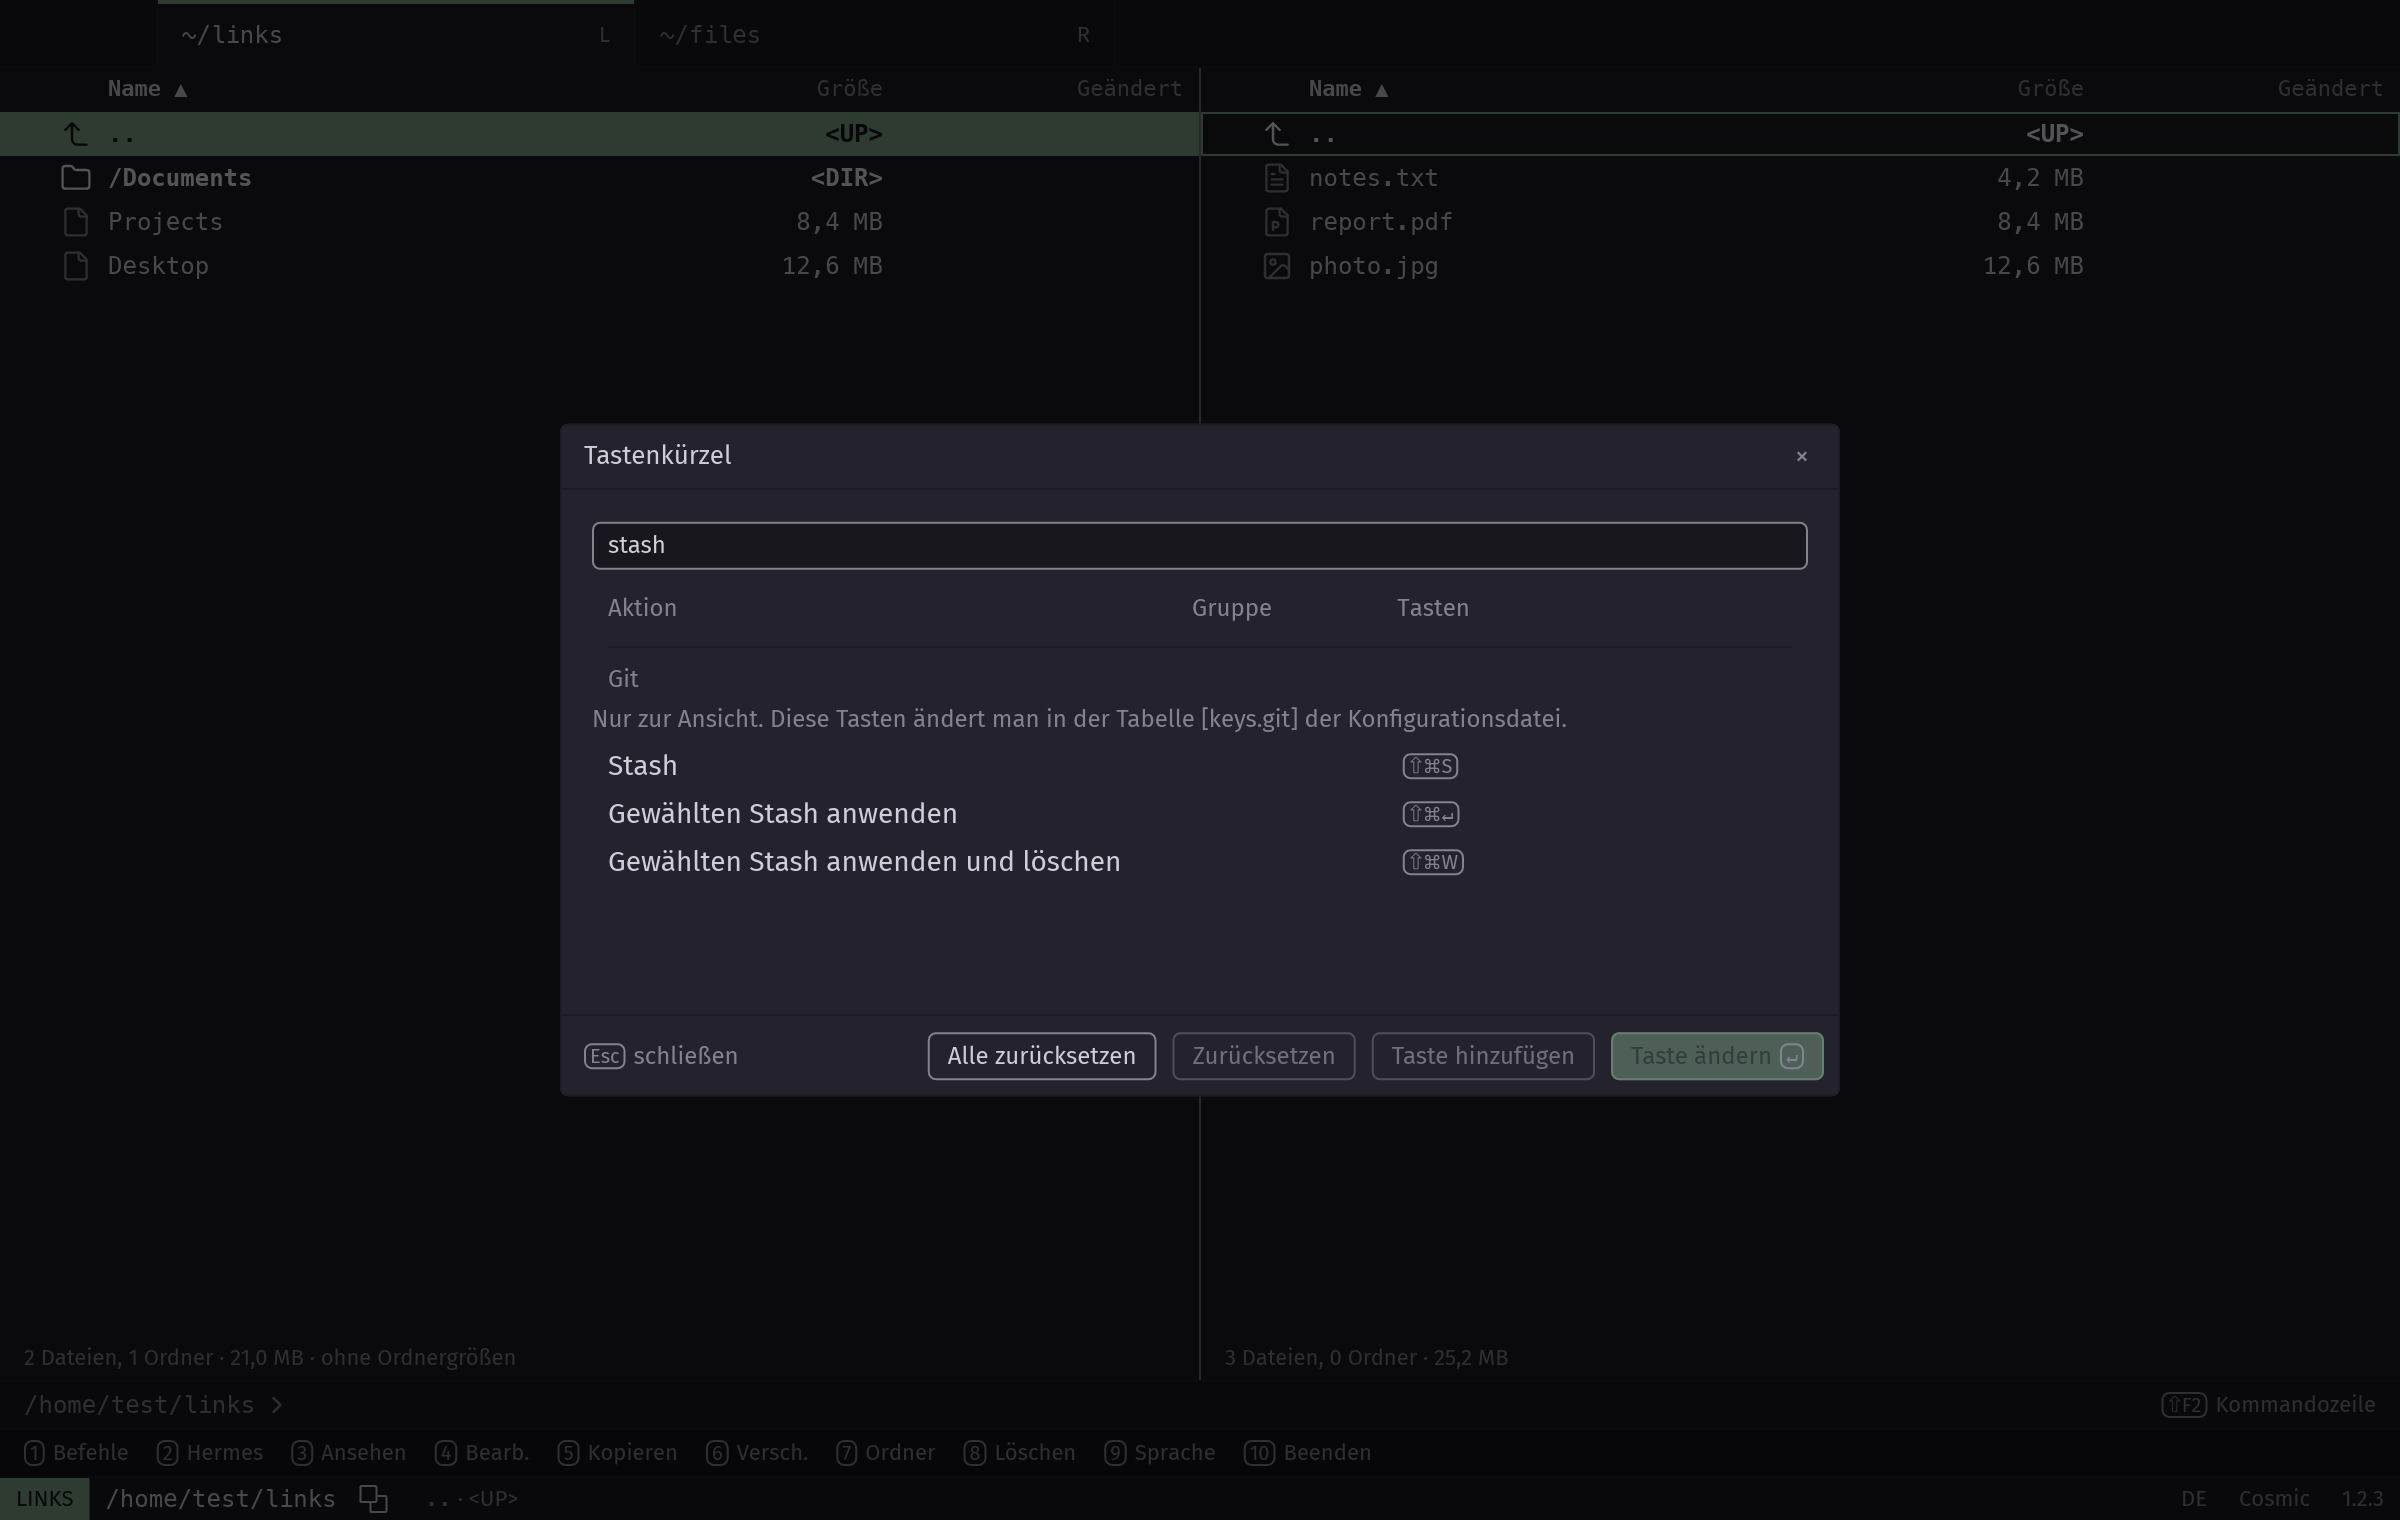 ~/links L ~/files R
Name ▲ Größe Geändert Name ▲ Größe Geändert
.. <UP> .. <UP>
/Documents <DIR> notes.txt 4,2 MB
Projects 8,4 MB report.pdf 8,4 MB
Desktop 12,6 MB photo.jpg 12,6 MB
Tastenkürzel ×
stash
Aktion Gruppe Tasten
Git
Nur zur Ansicht. Diese Tasten ändert man in der Tabelle [keys.git] der Konfigurationsdatei.
Stash ⇧⌘S
Gewählten Stash anwenden ⇧⌘↵
Gewählten Stash anwenden und löschen ⇧⌘W
Esc schließen Alle zurücksetzen Zurücksetzen Taste hinzufügen Taste ändern ↵
2 Dateien, 1 Ordner · 21,0 MB · ohne Ordnergrößen 3 Dateien, 0 Ordner · 25,2 MB
/home/test/links > ⇧F2 Kommandozeile
1 Befehle 2 Hermes 3 Ansehen 4 Bearb. 5 Kopieren 6 Versch. 7 Ordner 8 Löschen 9 Sprache 10 Beenden
LINKS /home/test/links .. · <UP> DE Cosmic 1.2.3